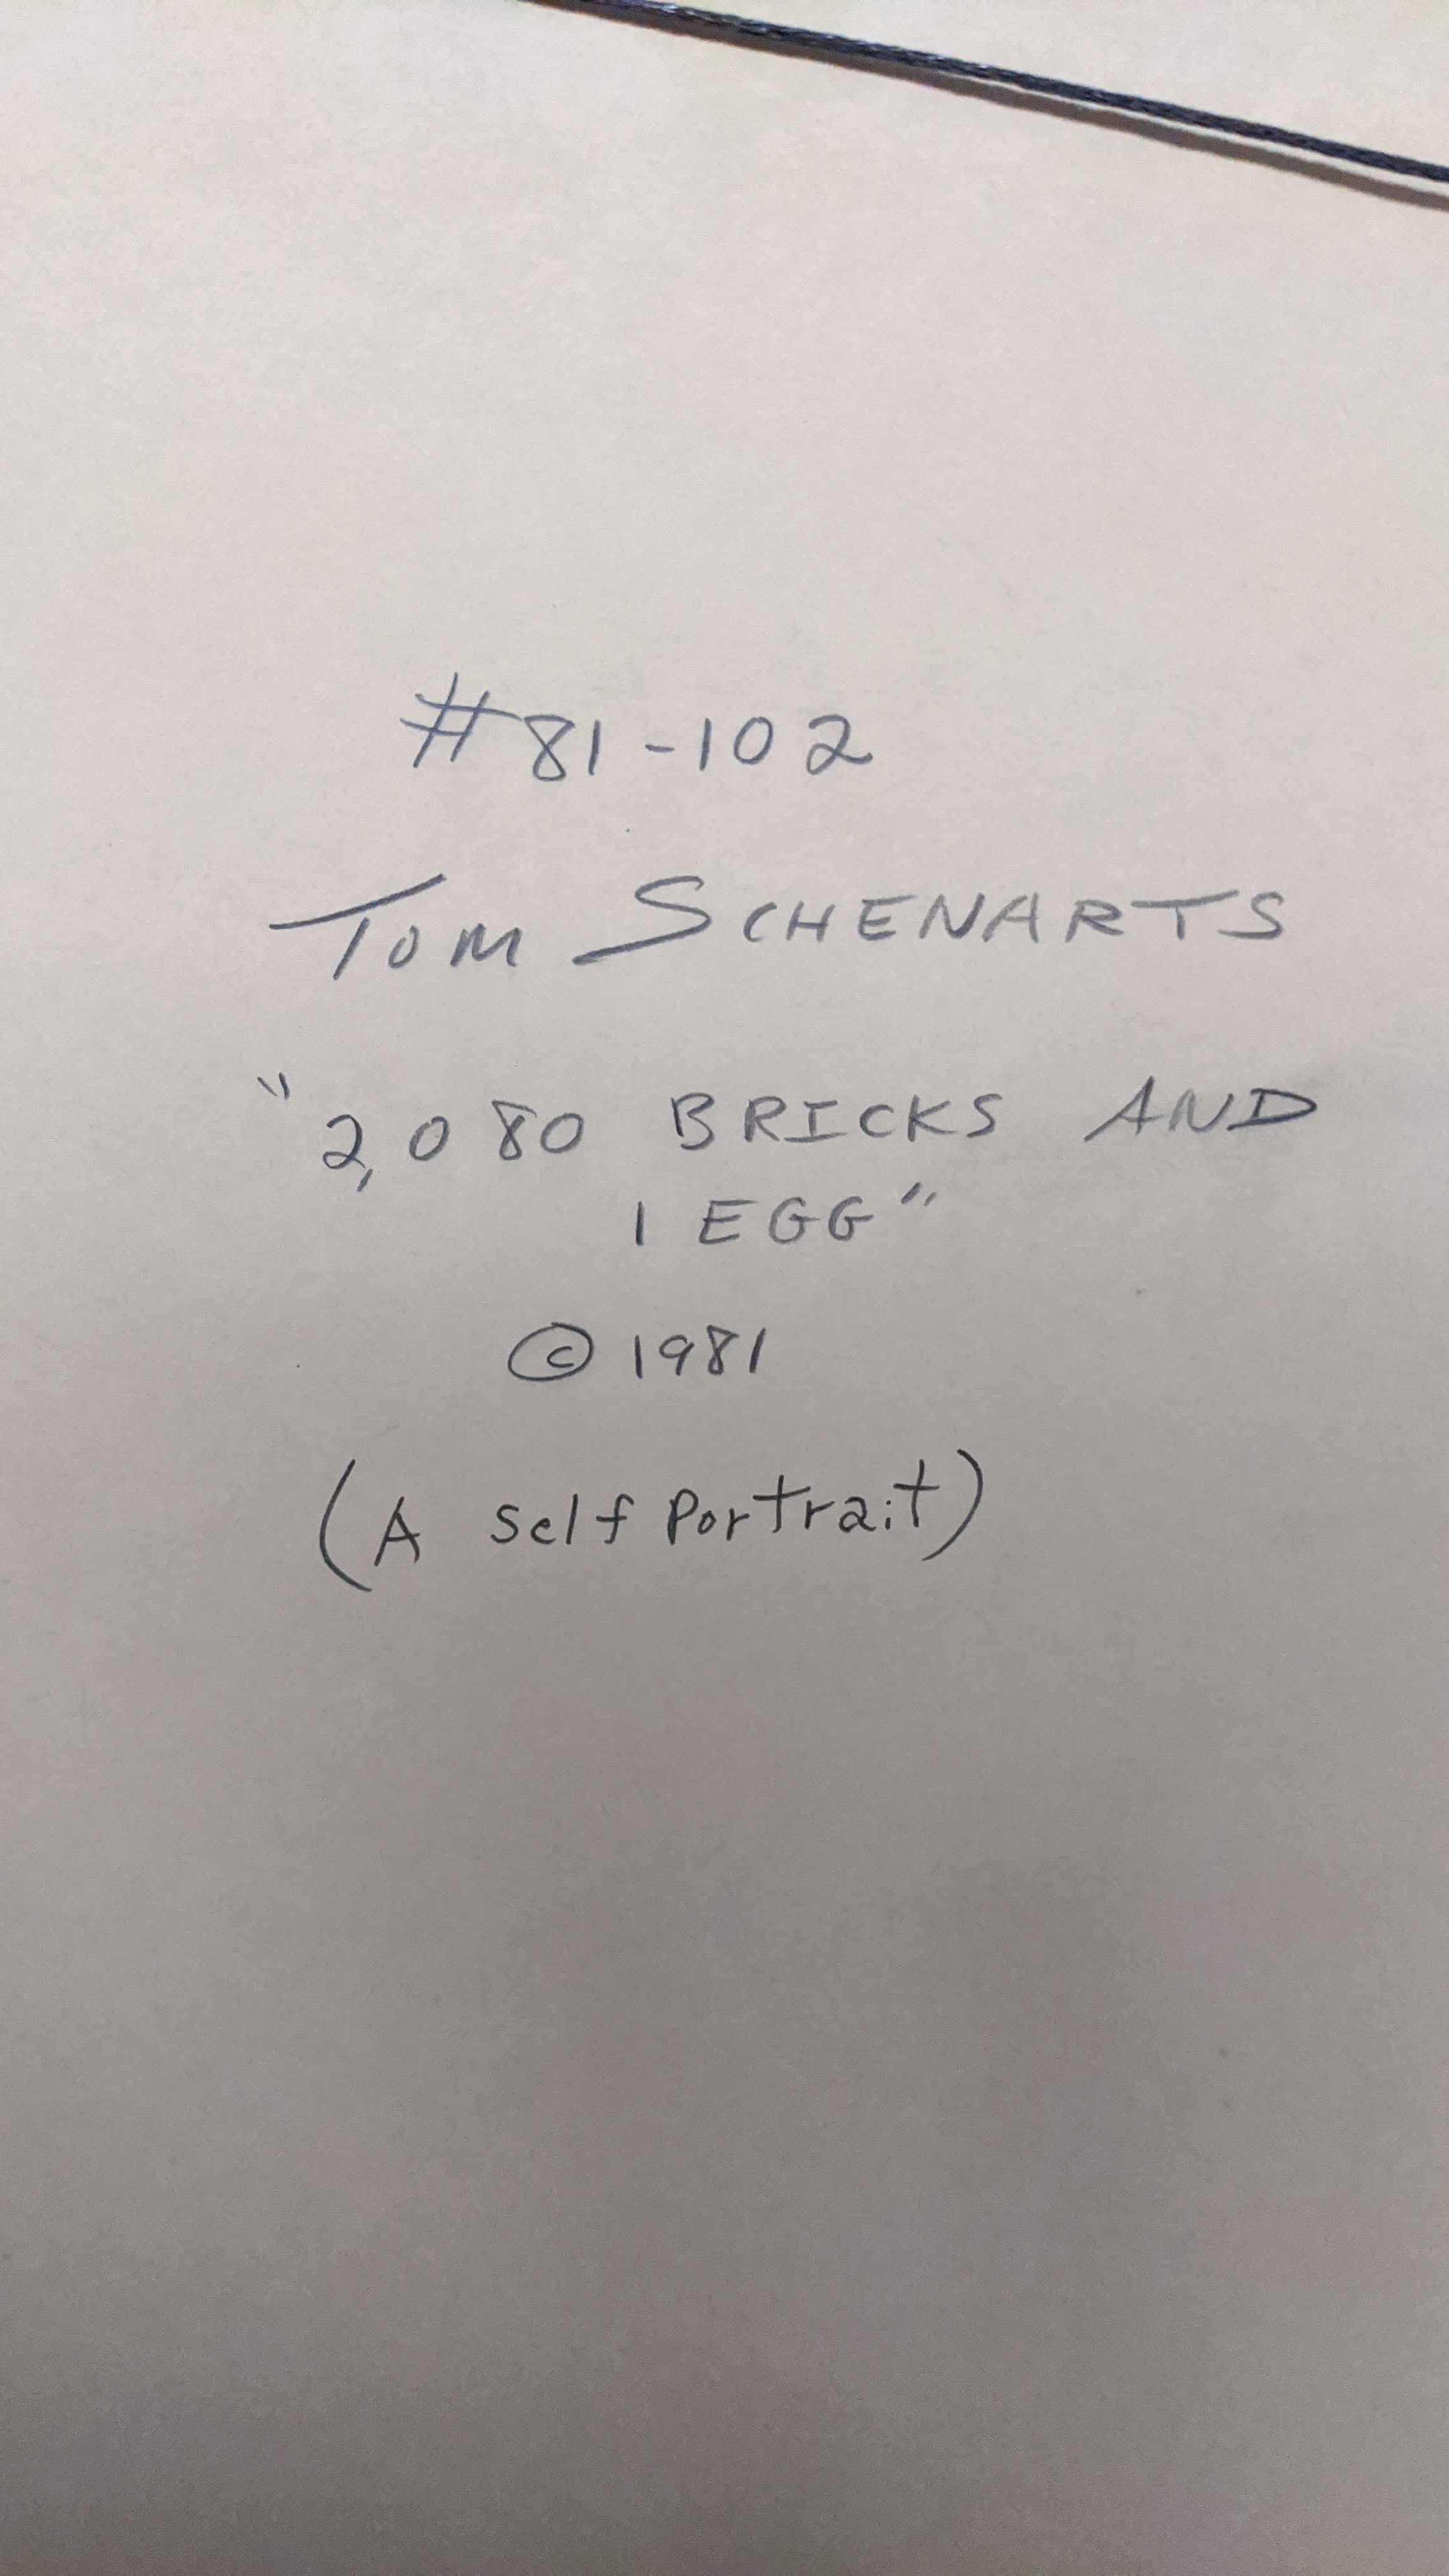 #81-102
Tom SCHENARTS
"2,080 BRICKS AND
1 EGG"
© 1981
(A self Portrait)